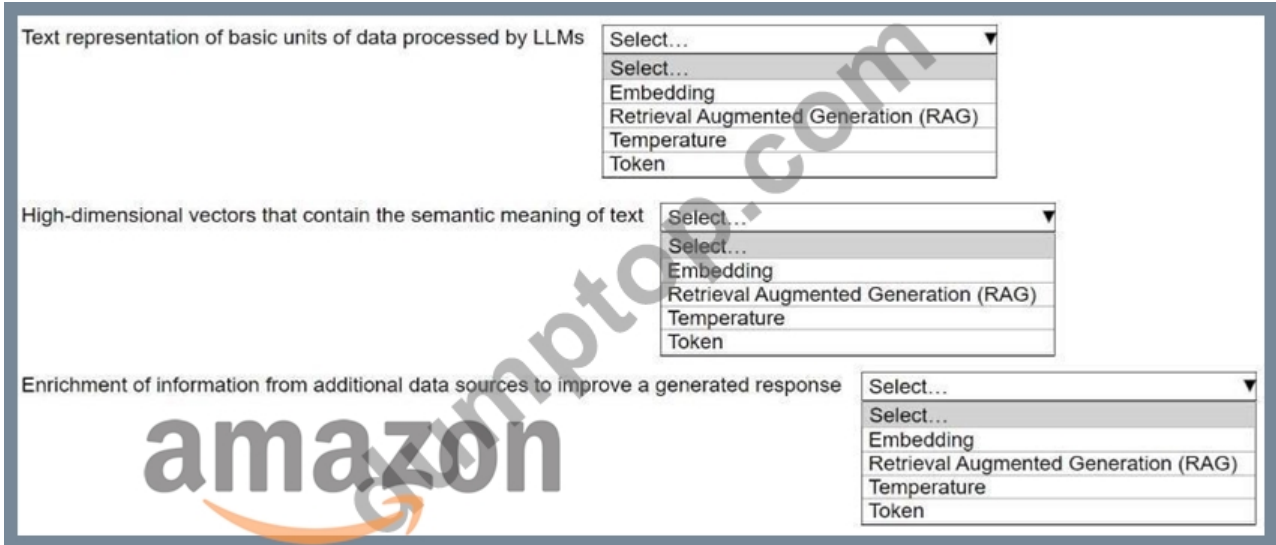 Text representation of basic units of data processed by LLMs Select...
Select...
Embedding
Retrieval Augmented Generation (RAG)
Temperature
Token
High-dimensional vectors that contain the semantic meaning of text Select...
Select...
Embedding
Retrieval Augmented Generation (RAG)
Temperature
Token
Enrichment of information from additional data sources to improve a generated response Select...
Select...
Embedding
Retrieval Augmented Generation (RAG)
Temperature
Token
amazon
dumptop.com